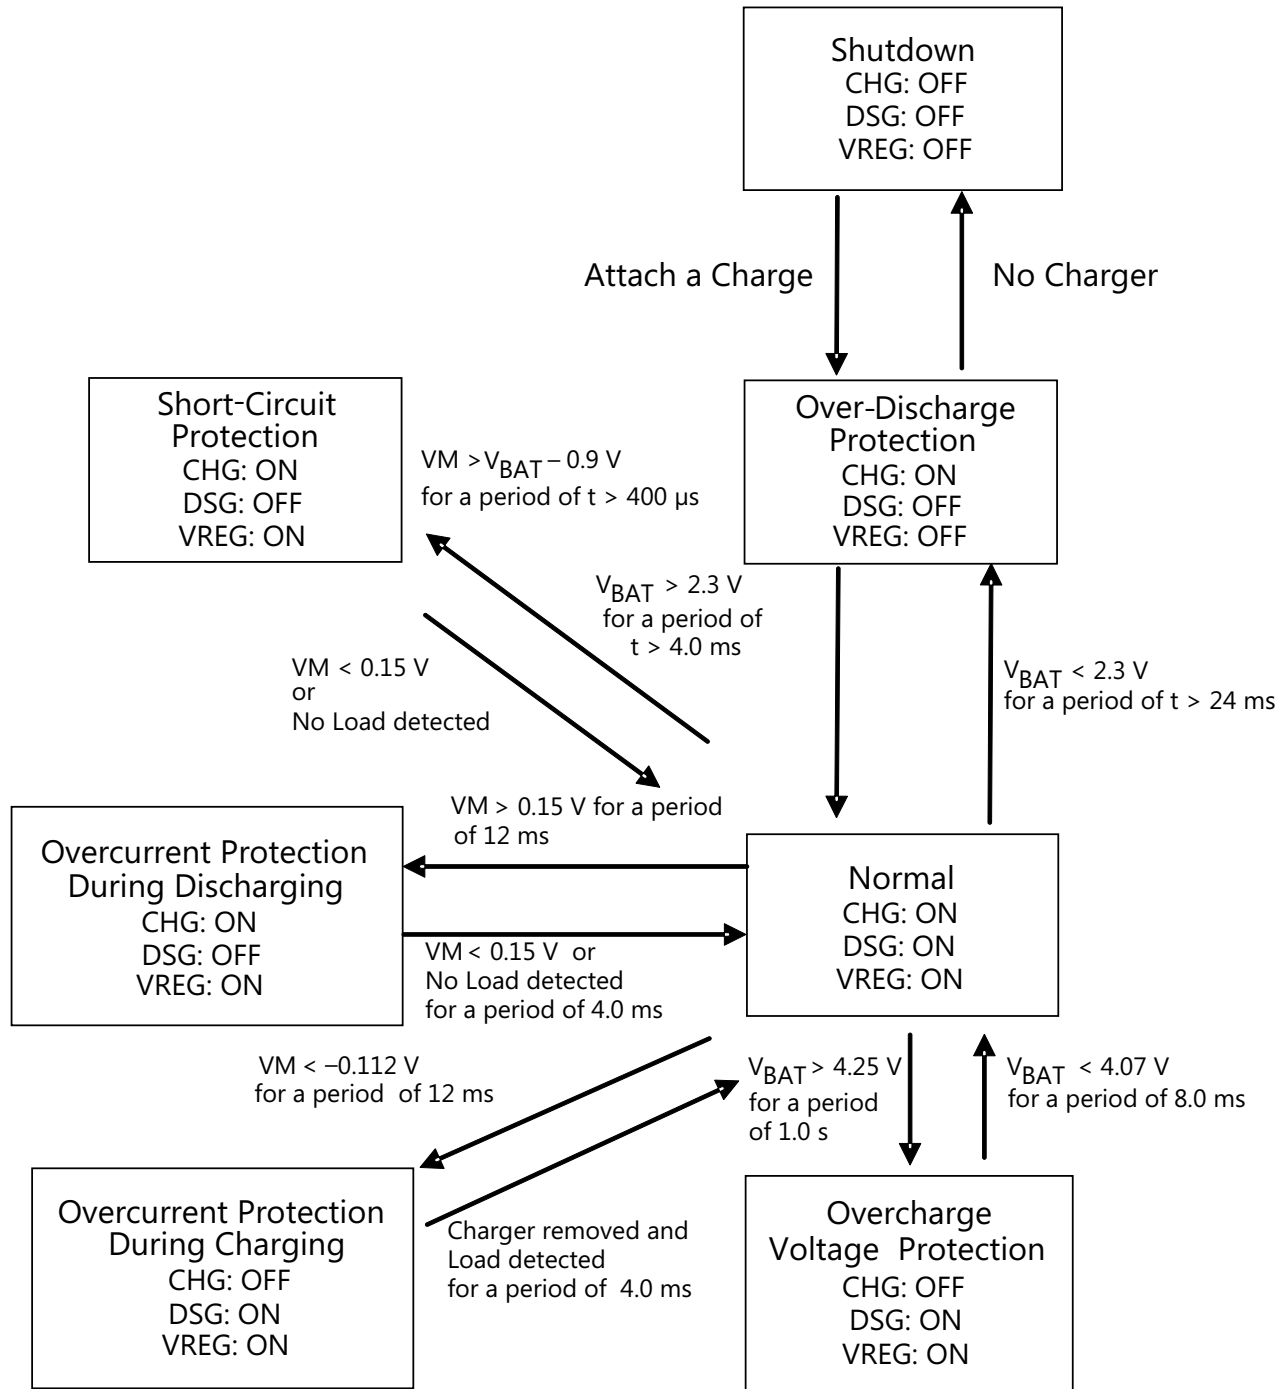 Shutdown
CHG: OFF
DSG: OFF
VREG: OFF
Attach a Charge
No Charger
Short-Circuit
Protection
CHG: ON
DSG: OFF
VREG: ON
VM > VBAT – 0.9 V
for a period of t > 400 µs
Over-Discharge
Protection
CHG: ON
DSG: OFF
VREG: OFF
VBAT > 2.3 V
for a period of
t > 4.0 ms
VM < 0.15 V
or
No Load detected
VBAT < 2.3 V
for a period of t > 24 ms
VM > 0.15 V for a period
of 12 ms
Overcurrent Protection
During Discharging
CHG: ON
DSG: OFF
VREG: ON
Normal
CHG: ON
DSG: ON
VREG: ON
VM < 0.15 V or
No Load detected
for a period of 4.0 ms
VM < –0.112 V
for a period of 12 ms
VBAT > 4.25 V
for a period
of 1.0 s
VBAT < 4.07 V
for a period of 8.0 ms
Overcurrent Protection
During Charging
CHG: OFF
DSG: ON
VREG: ON
Charger removed and
Load detected
for a period of 4.0 ms
Overcharge
Voltage Protection
CHG: OFF
DSG: ON
VREG: ON